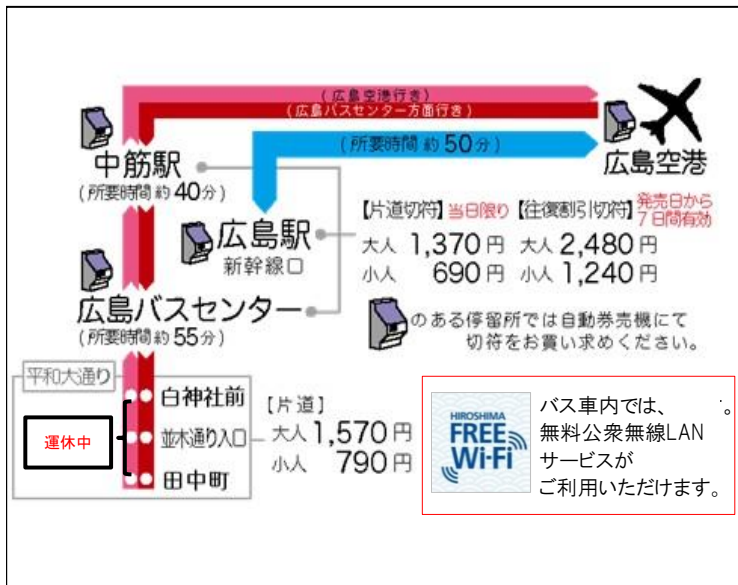 (広島空港行き)
(広島バスセンター方面行き)
(所要時間 約50分)
広島空港
中筋駅
(所要時間 約40分)
広島駅
新幹線口
【片道切符】当日限り
大人 1,370円
小人 690円
【往復割引切符】発売日から
7日間有効
大人 2,480円
小人 1,240円
広島バスセンター
(所要時間 約55分)
のある停留所では自動券売機にて
切符をお買い求めください。
平和大通り
白神社前
並木通り入口
田中町
運休中
【片道】
大人 1,570円
小人 790円
HIROSHIMA
FREE
Wi-Fi
バス車内では、 。
無料公衆無線LAN
サービスが
ご利用いただけます。